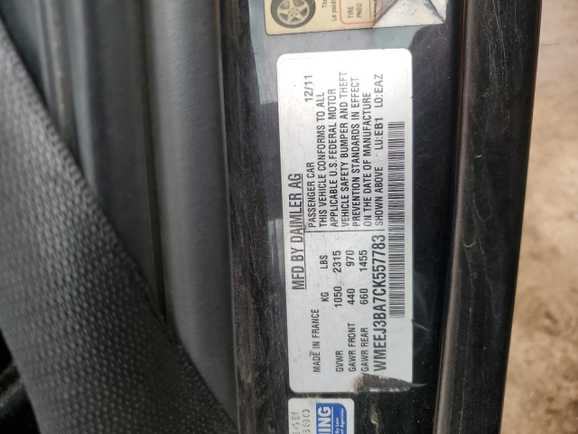 TIRE
PNEU
MFD BY DAIMLER AG
PASSENGER CAR 12/11
THIS VEHICLE CONFORMS TO ALL
APPLICABLE U.S. FEDERAL MOTOR
VEHICLE SAFETY BUMPER AND THEFT
PREVENTION STANDARDS IN EFFECT
ON THE DATE OF MANUFACTURE
SHOWN ABOVE LU:EB1 LO:EAZ
MADE IN FRANCE KG LBS
GVWR 1050 2315
GAWR FRONT 440 970
GAWR REAR 660 1455
WMEEJ3BA7CK557783